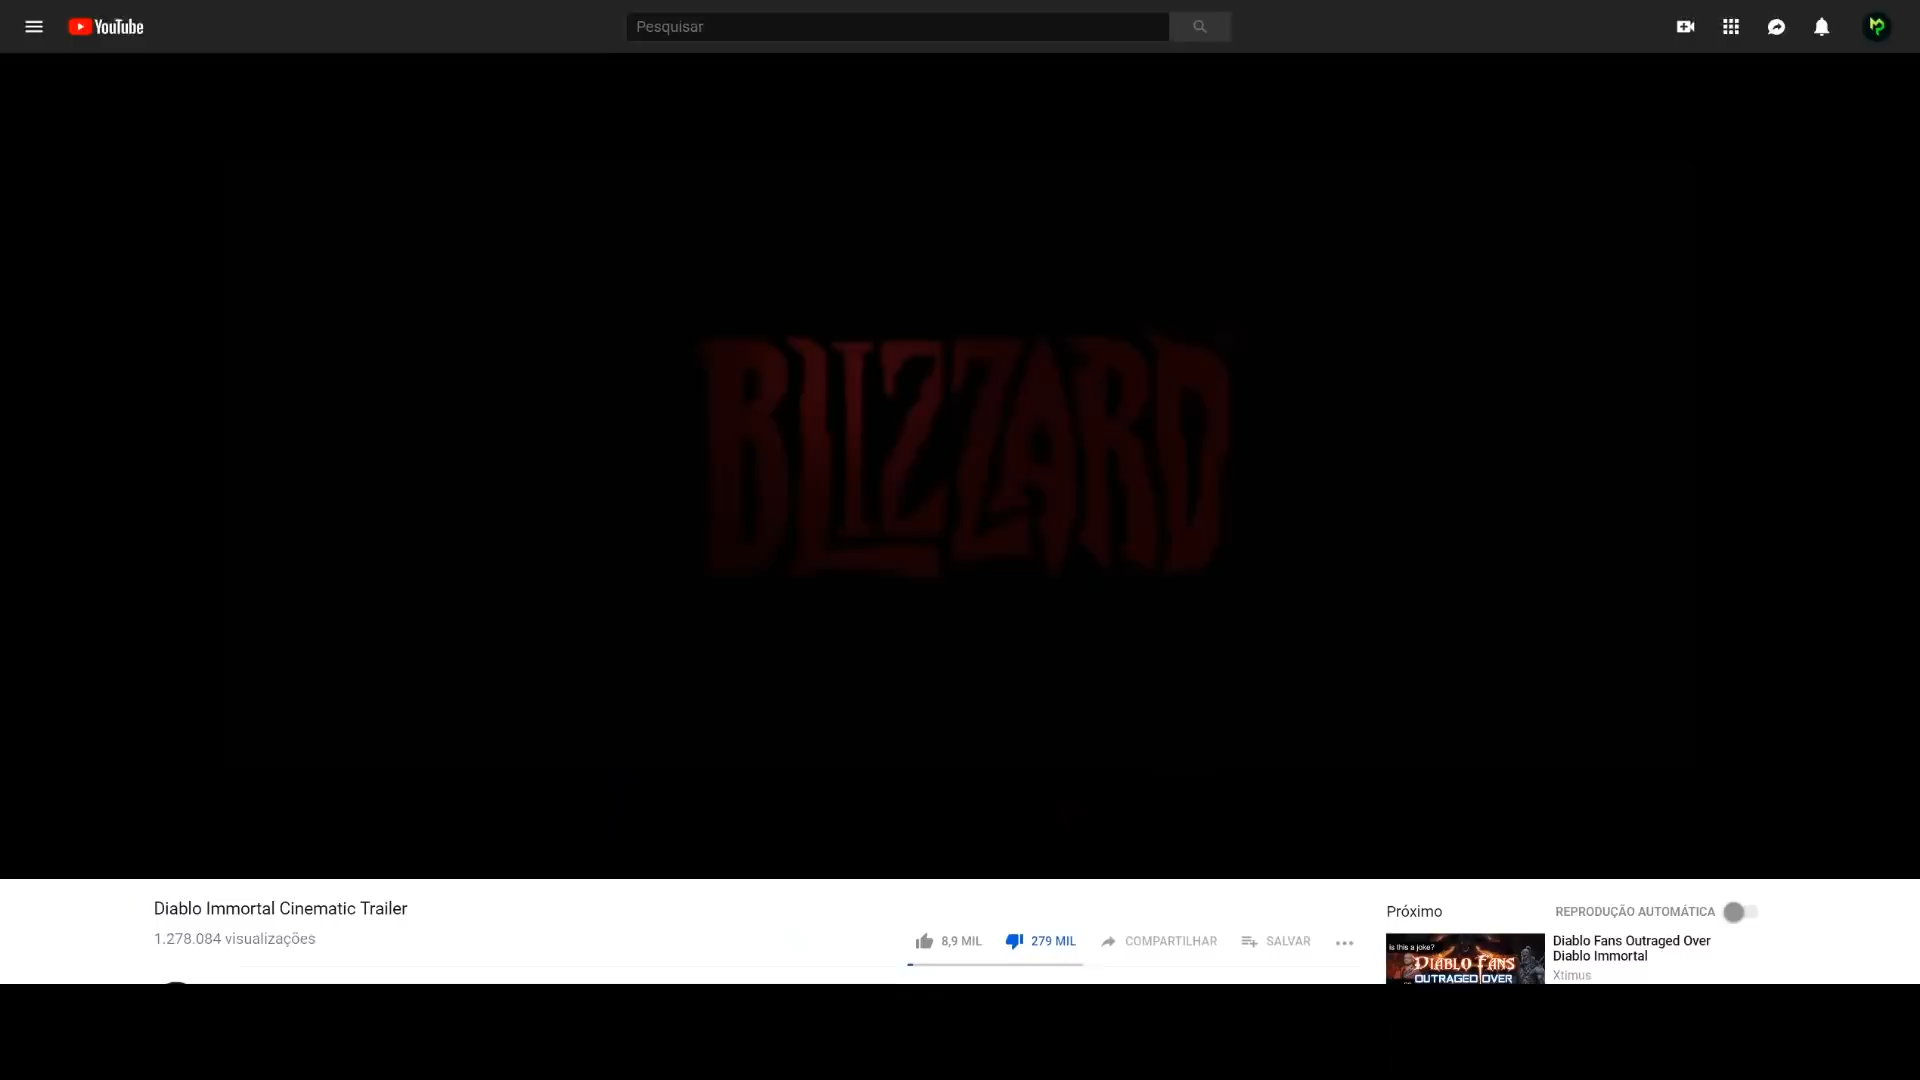 YouTube
Pesquisar
BLIZZARD
Diablo Immortal Cinematic Trailer
1.278.084 visualizações
8,9 MIL
279 MIL
COMPARTILHAR
SALVAR
Próximo
REPRODUÇÃO AUTOMÁTICA
is this a joke?
DIABLO FANS
OUTRAGED OVER
Diablo Fans Outraged Over
Diablo Immortal
Xtimus